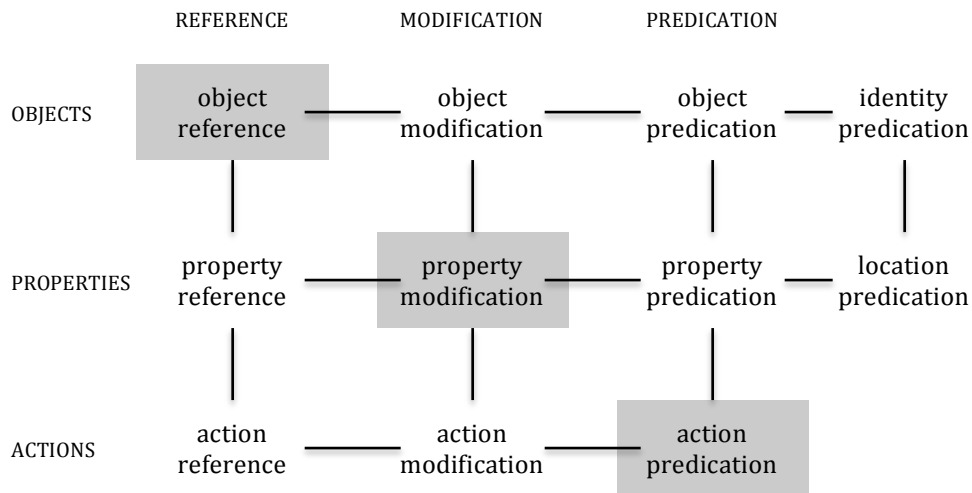 REFERENCE MODIFICATION PREDICATION
OBJECTS
object reference
object modification
object predication
identity predication
PROPERTIES
property reference
property modification
property predication
location predication
ACTIONS
action reference
action modification
action predication